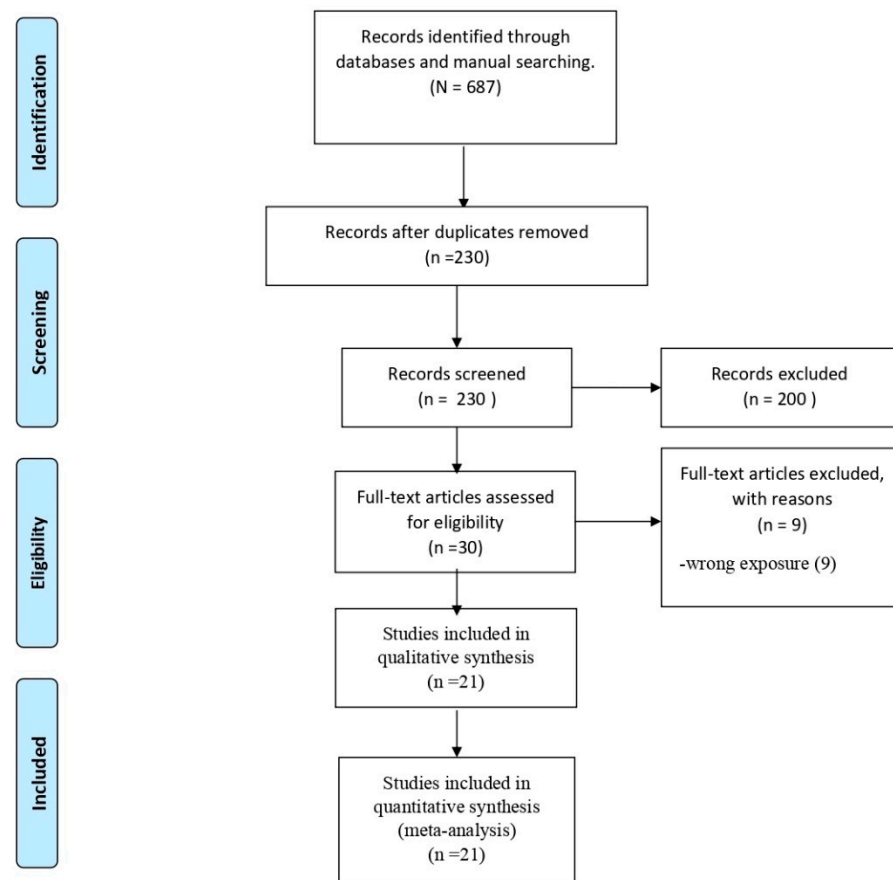 Identification
Records identified through
databases and manual searching.
(N = 687)
Records after duplicates removed
(n =230)
Screening
Records screened
(n = 230 )
Records excluded
(n = 200 )
Eligibility
Full-text articles assessed
for eligibility
(n =30)
Full-text articles excluded,
with reasons
(n = 9)
-wrong exposure (9)
Studies included in
qualitative synthesis
(n =21)
Included
Studies included in
quantitative synthesis
(meta-analysis)
(n =21)